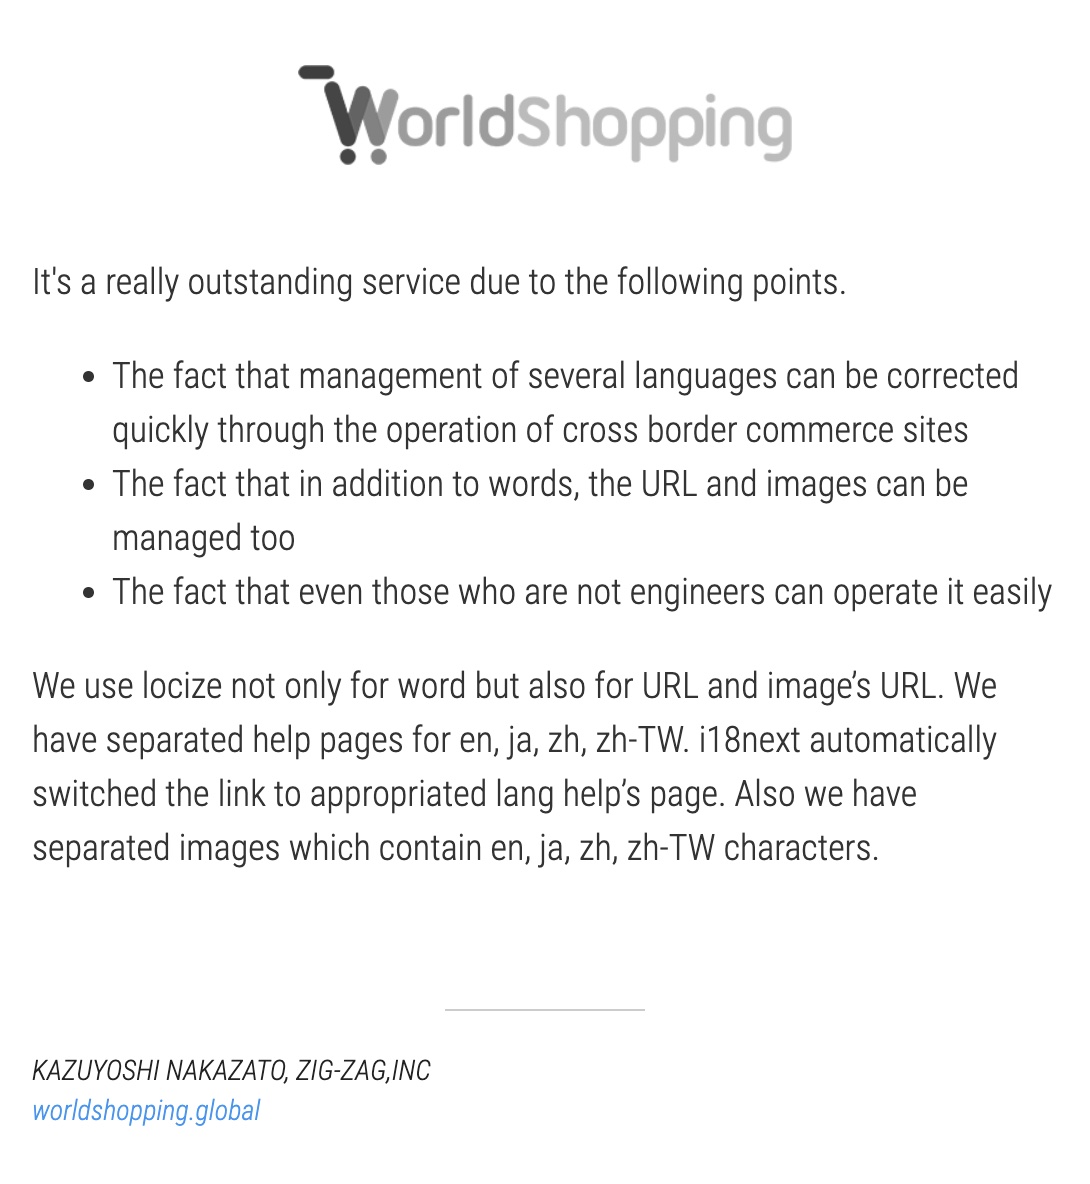 WorldShopping
It's a really outstanding service due to the following points.
• The fact that management of several languages can be corrected
quickly through the operation of cross border commerce sites
• The fact that in addition to words, the URL and images can be
managed too
• The fact that even those who are not engineers can operate it easily
We use locize not only for word but also for URL and image’s URL. We
have separated help pages for en, ja, zh, zh-TW. i18next automatically
switched the link to appropriated lang help’s page. Also we have
separated images which contain en, ja, zh, zh-TW characters.
KAZUYOSHI NAKAZATO, ZIG-ZAG,INC
worldshopping.global